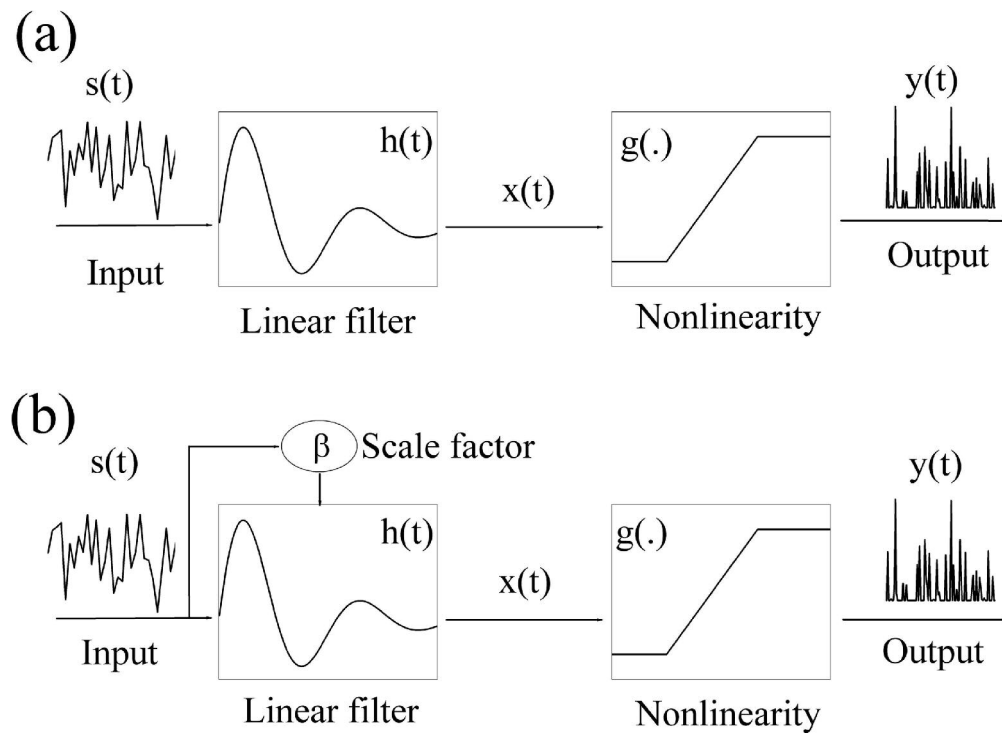 (a)
s(t)
h(t)
g(.)
y(t)
x(t)
Input
Output
Linear filter
Nonlinearity
(b)
β Scale factor
s(t)
h(t)
g(.)
y(t)
x(t)
Input
Output
Linear filter
Nonlinearity